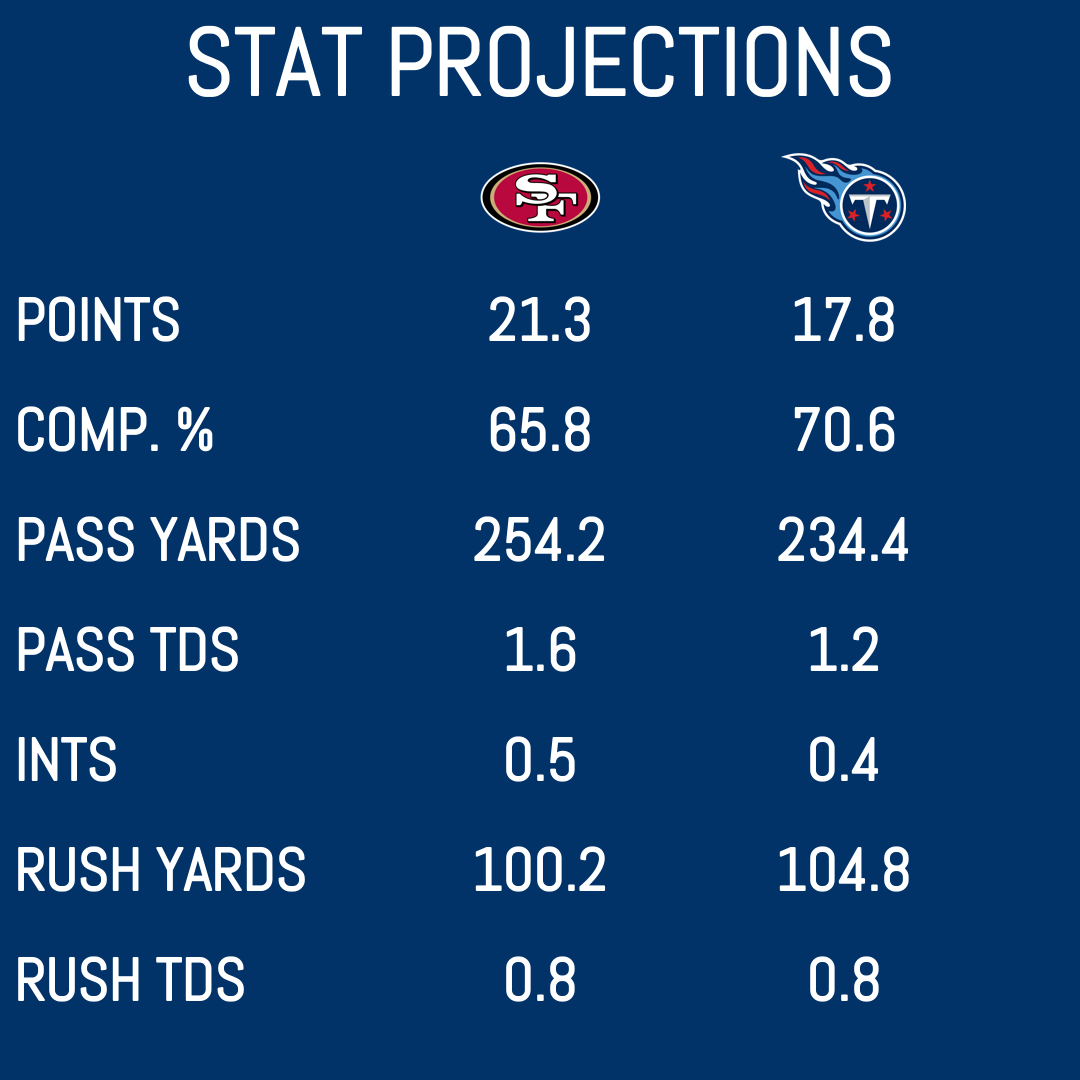 STAT PROJECTIONS
SF T
POINTS 21.3 17.8
COMP. % 65.8 70.6
PASS YARDS 254.2 234.4
PASS TDS 1.6 1.2
INTS 0.5 0.4
RUSH YARDS 100.2 104.8
RUSH TDS 0.8 0.8